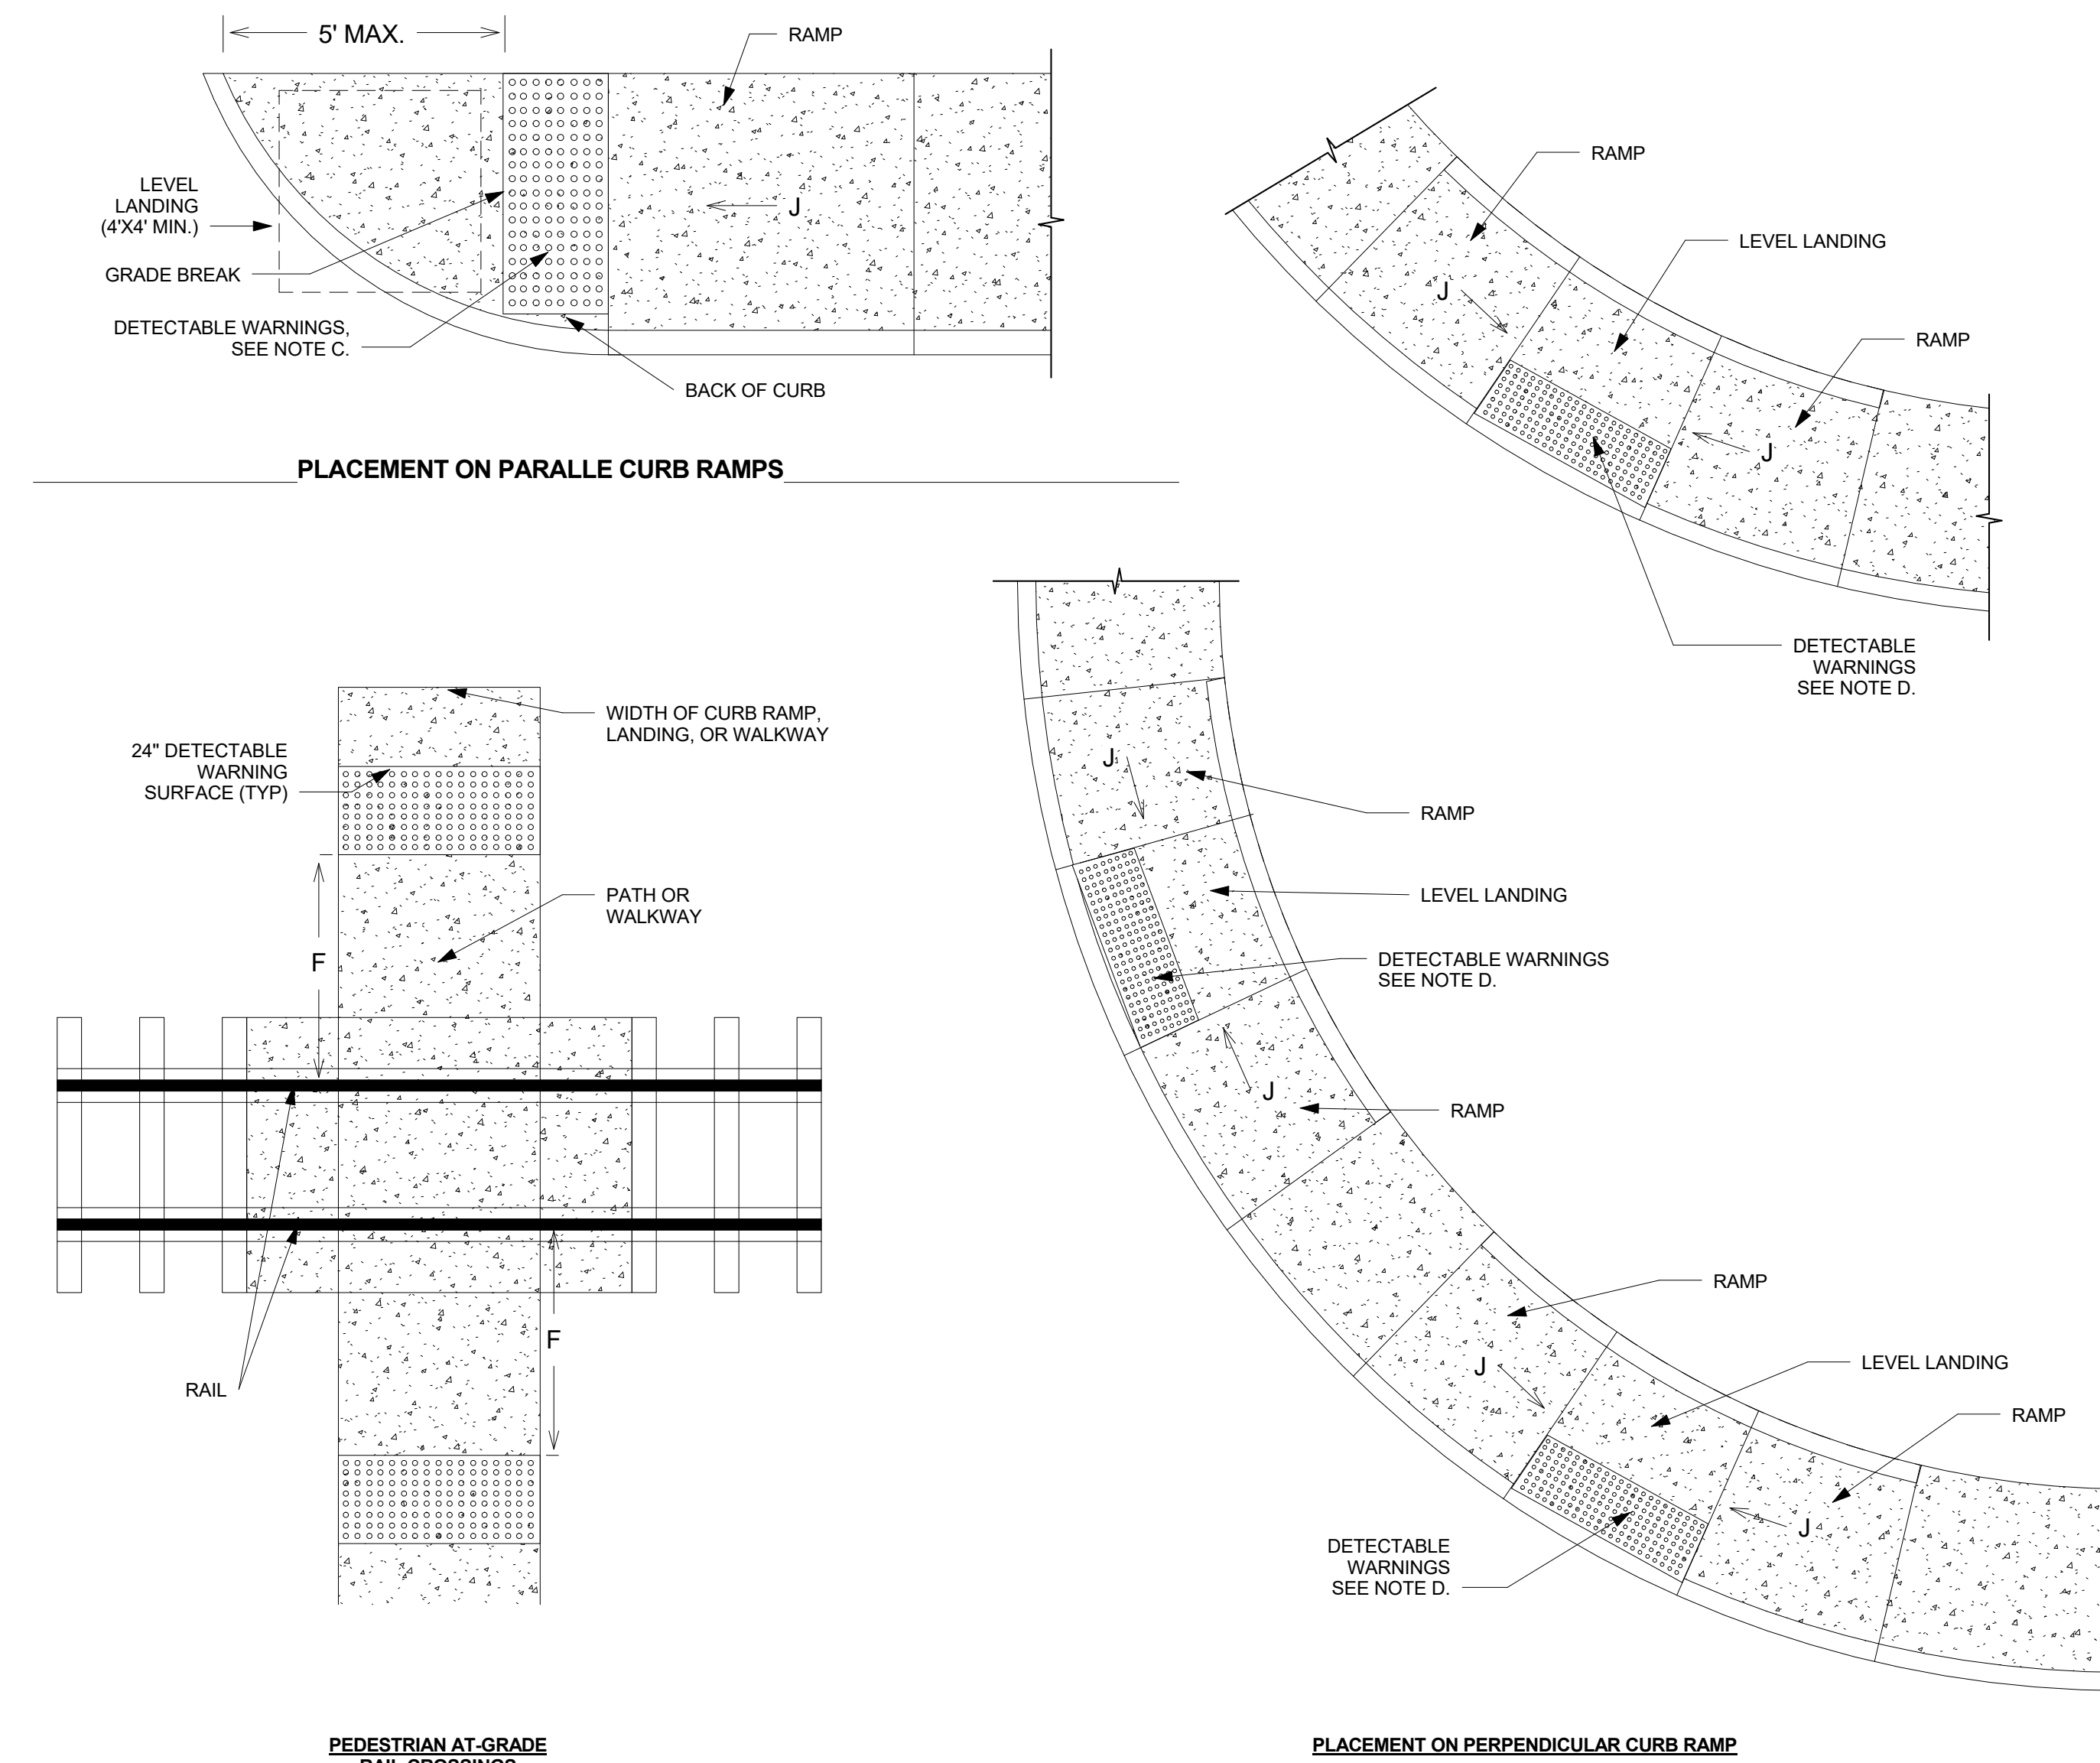 5' MAX.
RAMP
LEVEL
LANDING
(4'X4' MIN.)
J
GRADE BREAK
DETECTABLE WARNINGS,
SEE NOTE C.
BACK OF CURB
PLACEMENT ON PARALLE CURB RAMPS
RAMP
LEVEL LANDING
J
RAMP
J
DETECTABLE
WARNINGS
SEE NOTE D.
WIDTH OF CURB RAMP,
LANDING, OR WALKWAY
24" DETECTABLE
WARNING
SURFACE (TYP)
PATH OR
WALKWAY
F
F
RAIL
PEDESTRIAN AT-GRADE
RAIL CROSSINGS
J
RAMP
LEVEL LANDING
DETECTABLE WARNINGS
SEE NOTE D.
J
RAMP
RAMP
J
LEVEL LANDING
RAMP
J
DETECTABLE
WARNINGS
SEE NOTE D.
PLACEMENT ON PERPENDICULAR CURB RAMP